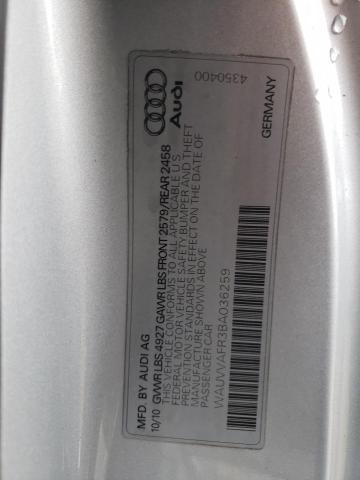 MFD. BY AUDI AG
10/10 GVWR LBS 4927 GAWR LBS FRONT 2579/REAR 2458
THIS VEHICLE CONFORMS TO ALL APPLICABLE U S
FEDERAL MOTOR VEHICLE SAFETY BUMPER AND THEFT
PREVENTION STANDARDS IN EFFECT ON THE DATE OF
MANUFACTURE SHOWN ABOVE
PASSENGER CAR
Audi
WAUVVAFR3BA036259
4350400
GERMANY